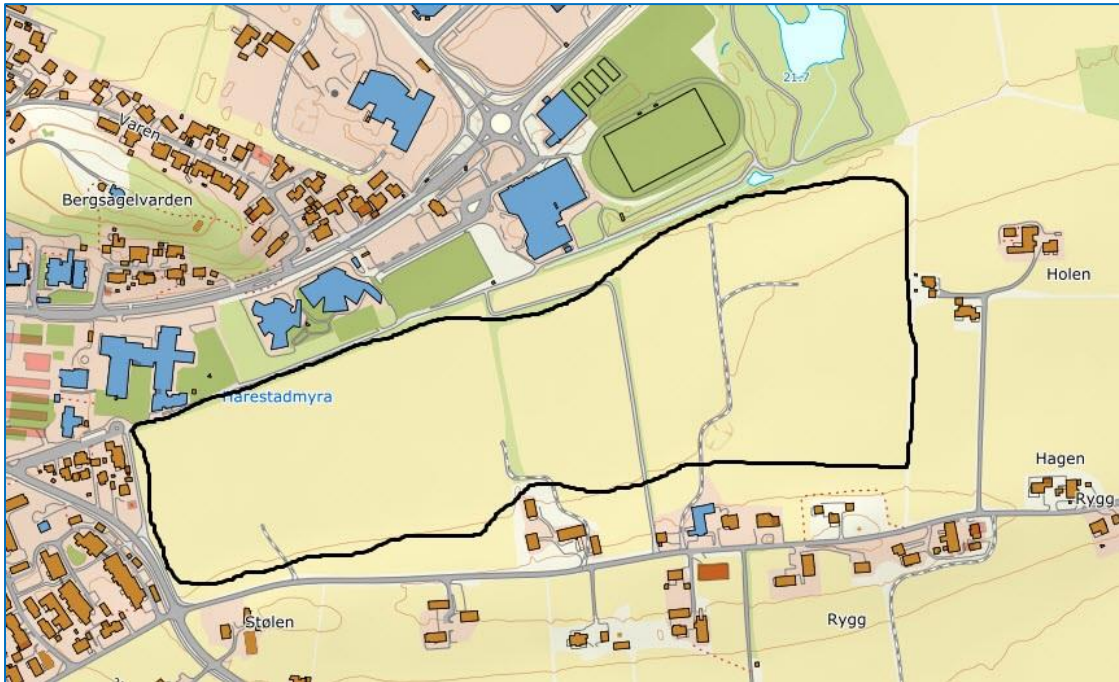 21.7
Varen
Bergsagelvarden
Holen
Harestadmyra
Hagen
Rygg
Stølen
Rygg